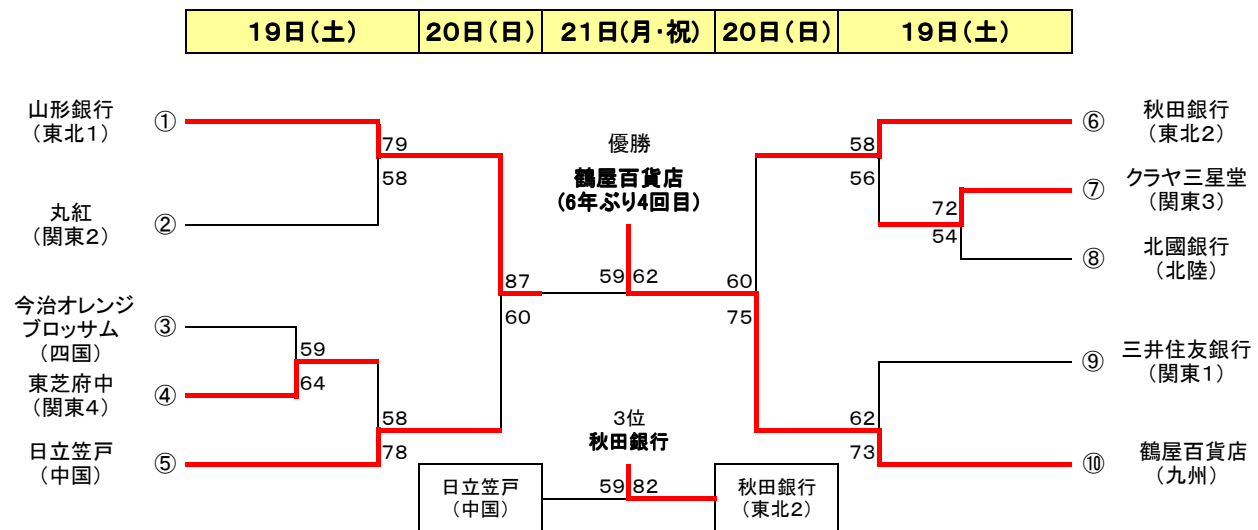 19日(土)
20日(日)
21日(月・祝)
20日(日)
19日(土)
山形銀行
(東北1)
①
79
58
丸紅
(関東2)
②
今治オレンジ
ブロッサム
(四国)
③
59
64
東芝府中
(関東4)
④
58
78
日立笠戸
(中国)
⑤
87
60
優勝
鶴屋百貨店
(6年ぶり4回目)
59 62
3位
秋田銀行
日立笠戸
(中国)
59 82
秋田銀行
(東北2)
60
75
58
56
⑥
秋田銀行
(東北2)
72
54
⑦
クラヤ三星堂
(関東3)
⑧
北國銀行
(北陸)
⑨
三井住友銀行
(関東1)
62
73
⑩
鶴屋百貨店
(九州)